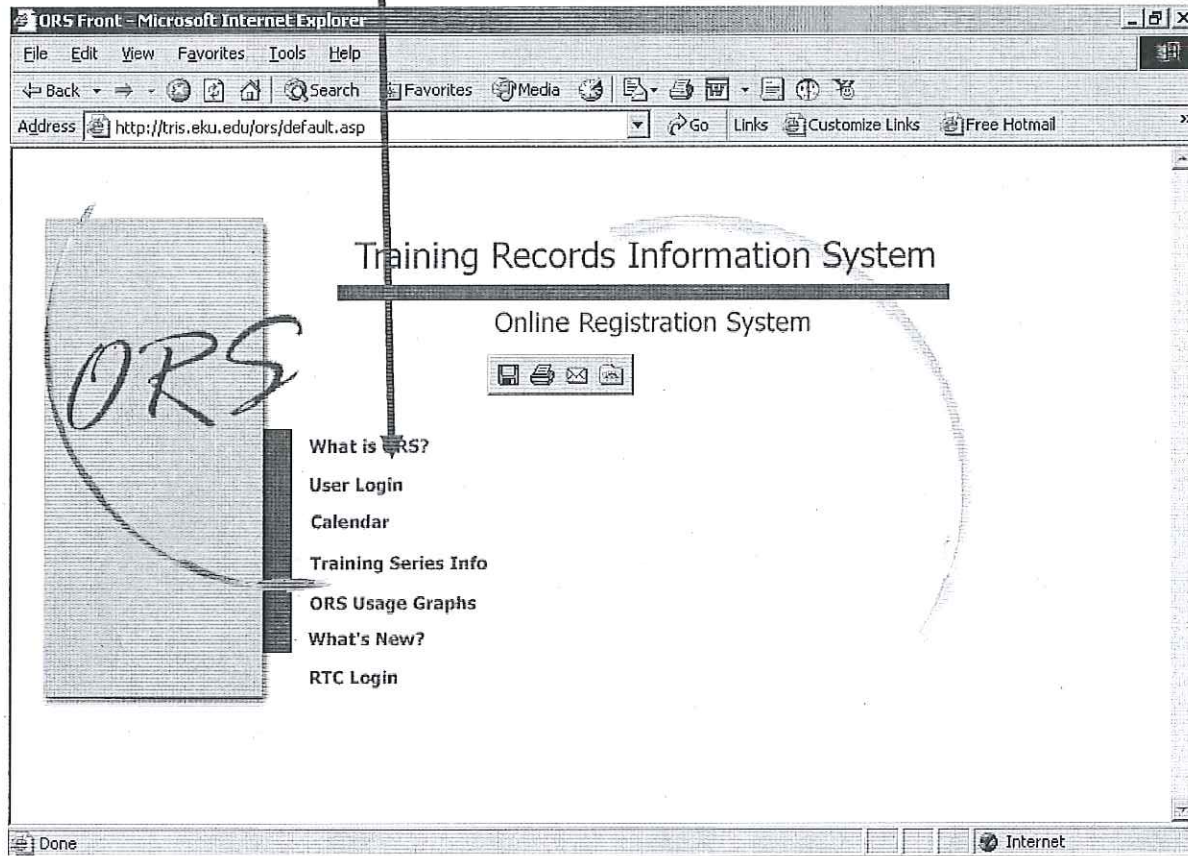 ORS Front - Microsoft Internet Explorer
File Edit View Favorites Tools Help
Back Search Favorites Media
Address http://tris.eku.edu/ors/default.asp Go Links Customize Links Free Hotmail
Training Records Information System
Online Registration System
ORS
What is ORS?
User Login
Calendar
Training Series Info
ORS Usage Graphs
What's New?
RTC Login
Done Internet